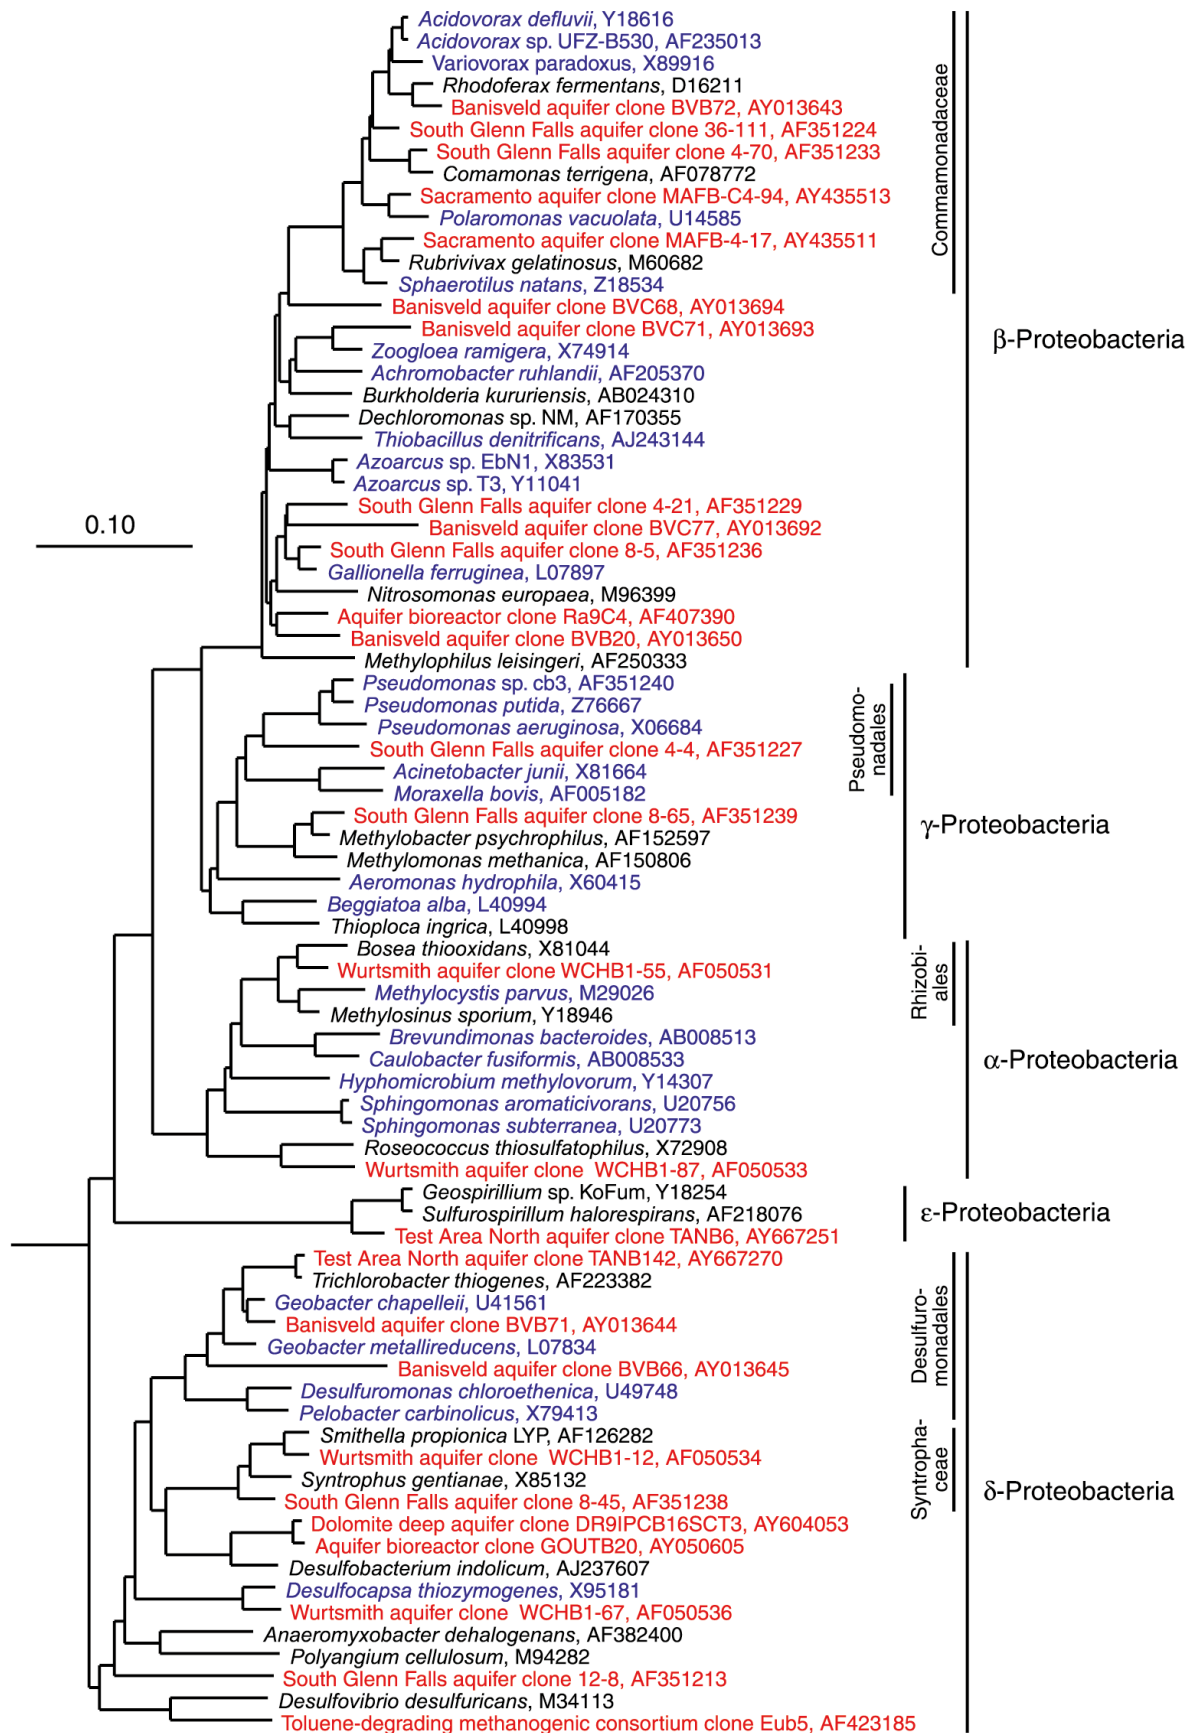 Acidovorax defluvii, Y18616
Acidovorax sp. UFZ-B530, AF235013
Variovorax paradoxus, X89916
Rhodoferax fermentans, D16211
Banisveld aquifer clone BVB72, AY013643
South Glenn Falls aquifer clone 36-111, AF351224
South Glenn Falls aquifer clone 4-70, AF351233
Comamonas terrigena, AF078772
Sacramento aquifer clone MAFB-C4-94, AY435513
Polaromonas vacuolata, U14585
Sacramento aquifer clone MAFB-4-17, AY435511
Rubrivivax gelatinosus, M60682
Sphaerotilus natans, Z18534
Commamonadaceae
Banisveld aquifer clone BVC68, AY013694
Banisveld aquifer clone BVC71, AY013693
Zoogloea ramigera, X74914
Achromobacter ruhlandii, AF205370
Burkholderia kururiensis, AB024310
Dechloromonas sp. NM, AF170355
Thiobacillus denitrificans, AJ243144
Azoarcus sp. EbN1, X83531
Azoarcus sp. T3, Y11041
South Glenn Falls aquifer clone 4-21, AF351229
Banisveld aquifer clone BVC77, AY013692
South Glenn Falls aquifer clone 8-5, AF351236
Gallionella ferruginea, L07897
Nitrosomonas europaea, M96399
Aquifer bioreactor clone Ra9C4, AF407390
Banisveld aquifer clone BVB20, AY013650
Methylophilus leisingeri, AF250333
β-Proteobacteria
0.10
Pseudomonas sp. cb3, AF351240
Pseudomonas putida, Z76667
Pseudomonas aeruginosa, X06684
South Glenn Falls aquifer clone 4-4, AF351227
Acinetobacter junii, X81664
Moraxella bovis, AF005182
Pseudomo-
nadales
South Glenn Falls aquifer clone 8-65, AF351239
Methylobacter psychrophilus, AF152597
Methylomonas methanica, AF150806
Aeromonas hydrophila, X60415
Beggiatoa alba, L40994
Thioploca ingrica, L40998
γ-Proteobacteria
Bosea thiooxidans, X81044
Wurtsmith aquifer clone WCHB1-55, AF050531
Methylocystis parvus, M29026
Methylosinus sporium, Y18946
Rhizobi-
ales
Brevundimonas bacteroides, AB008513
Caulobacter fusiformis, AB008533
Hyphomicrobium methylovorum, Y14307
Sphingomonas aromaticivorans, U20756
Sphingomonas subterranea, U20773
Roseococcus thiosulfatophilus, X72908
Wurtsmith aquifer clone WCHB1-87, AF050533
α-Proteobacteria
Geospirillium sp. KoFum, Y18254
Sulfurospirillum halorespirans, AF218076
Test Area North aquifer clone TANB6, AY667251
ε-Proteobacteria
Test Area North aquifer clone TANB142, AY667270
Trichlorobacter thiogenes, AF223382
Geobacter chapelleii, U41561
Banisveld aquifer clone BVB71, AY013644
Geobacter metallireducens, L07834
Banisveld aquifer clone BVB66, AY013645
Desulfuromonas chloroethenica, U49748
Pelobacter carbinolicus, X79413
Desulfuro-
monadales
Smithella propionica LYP, AF126282
Wurtsmith aquifer clone WCHB1-12, AF050534
Syntrophus gentianae, X85132
South Glenn Falls aquifer clone 8-45, AF351238
Syntropha-
ceae
Dolomite deep aquifer clone DR9IPCB16SCT3, AY604053
Aquifer bioreactor clone GOUTB20, AY050605
Desulfobacterium indolicum, AJ237607
Desulfocapsa thiozymogenes, X95181
Wurtsmith aquifer clone WCHB1-67, AF050536
Anaeromyxobacter dehalogenans, AF382400
Polyangium cellulosum, M94282
South Glenn Falls aquifer clone 12-8, AF351213
Desulfovibrio desulfuricans, M34113
Toluene-degrading methanogenic consortium clone Eub5, AF423185
δ-Proteobacteria